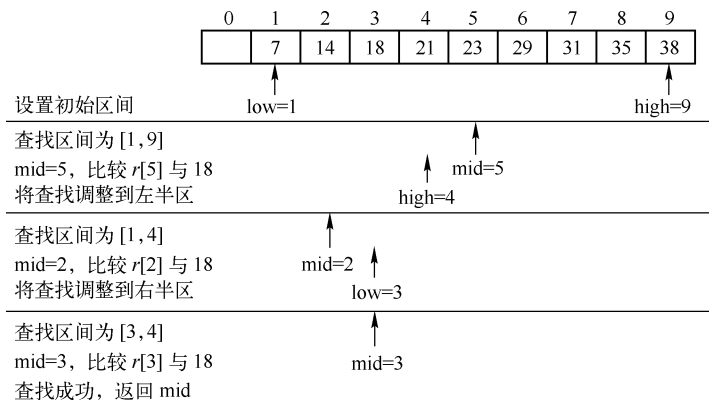 0 1 2 3 4 5 6 7 8 9
7 14 18 21 23 29 31 35 38
设置初始区间 low=1 high=9
查找区间为 [1,9]
mid=5，比较 r[5] 与 18 mid=5
将查找调整到左半区 high=4
查找区间为 [1,4]
mid=2，比较 r[2] 与 18 mid=2
将查找调整到右半区 low=3
查找区间为 [3,4]
mid=3，比较 r[3] 与 18 mid=3
查找成功，返回 mid